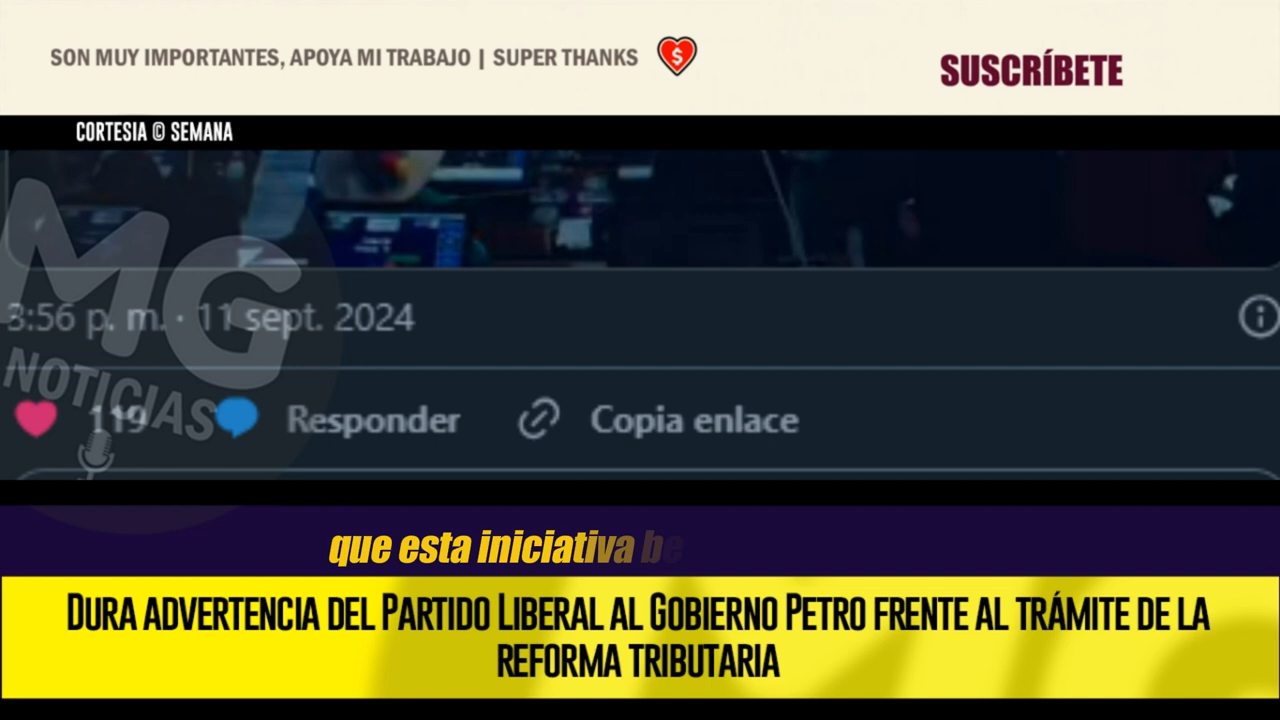 SON MUY IMPORTANTES, APOYA MI TRABAJO | SUPER THANKS
SUSCRÍBETE
CORTESIA © SEMANA
MG
NOTICIAS
3:56 p. m. · 11 sept. 2024
119 Responder Copia enlace
que esta iniciativa be
DURA ADVERTENCIA DEL PARTIDO LIBERAL AL GOBIERNO PETRO FRENTE AL TRÁMITE DE LA
REFORMA TRIBUTARIA